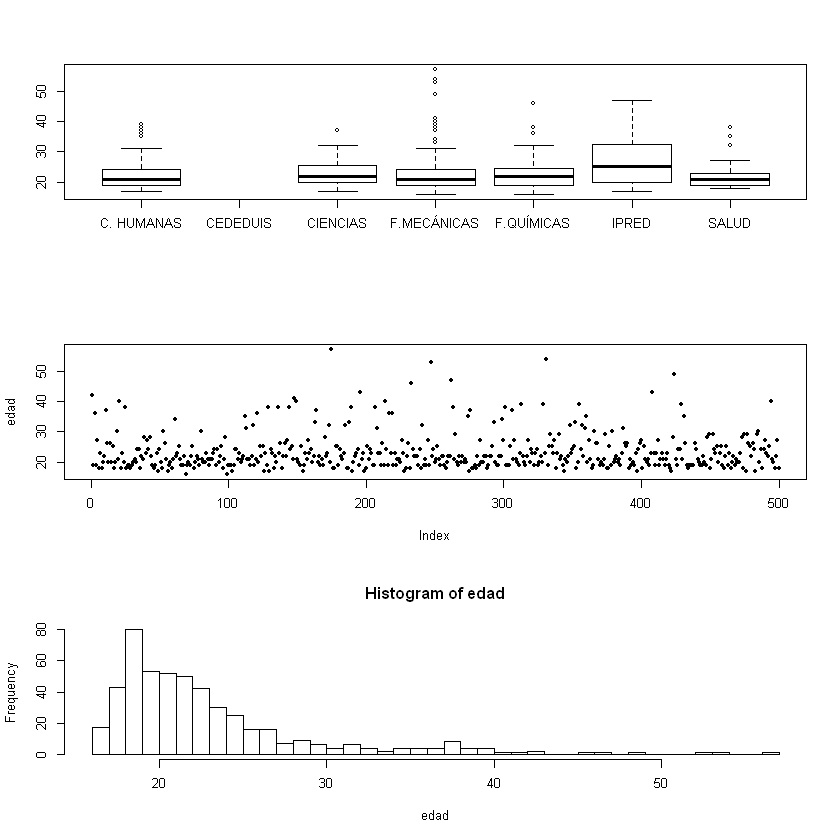 50
40
30
20
C. HUMANAS CEDEDUIS CIENCIAS F.MECÁNICAS F.QUÍMICAS IPRED SALUD
edad
50
40
30
20
0 100 200 300 400 500
Index
Histogram of edad
Frequency
80
60
40
20
0
20 30 40 50
edad